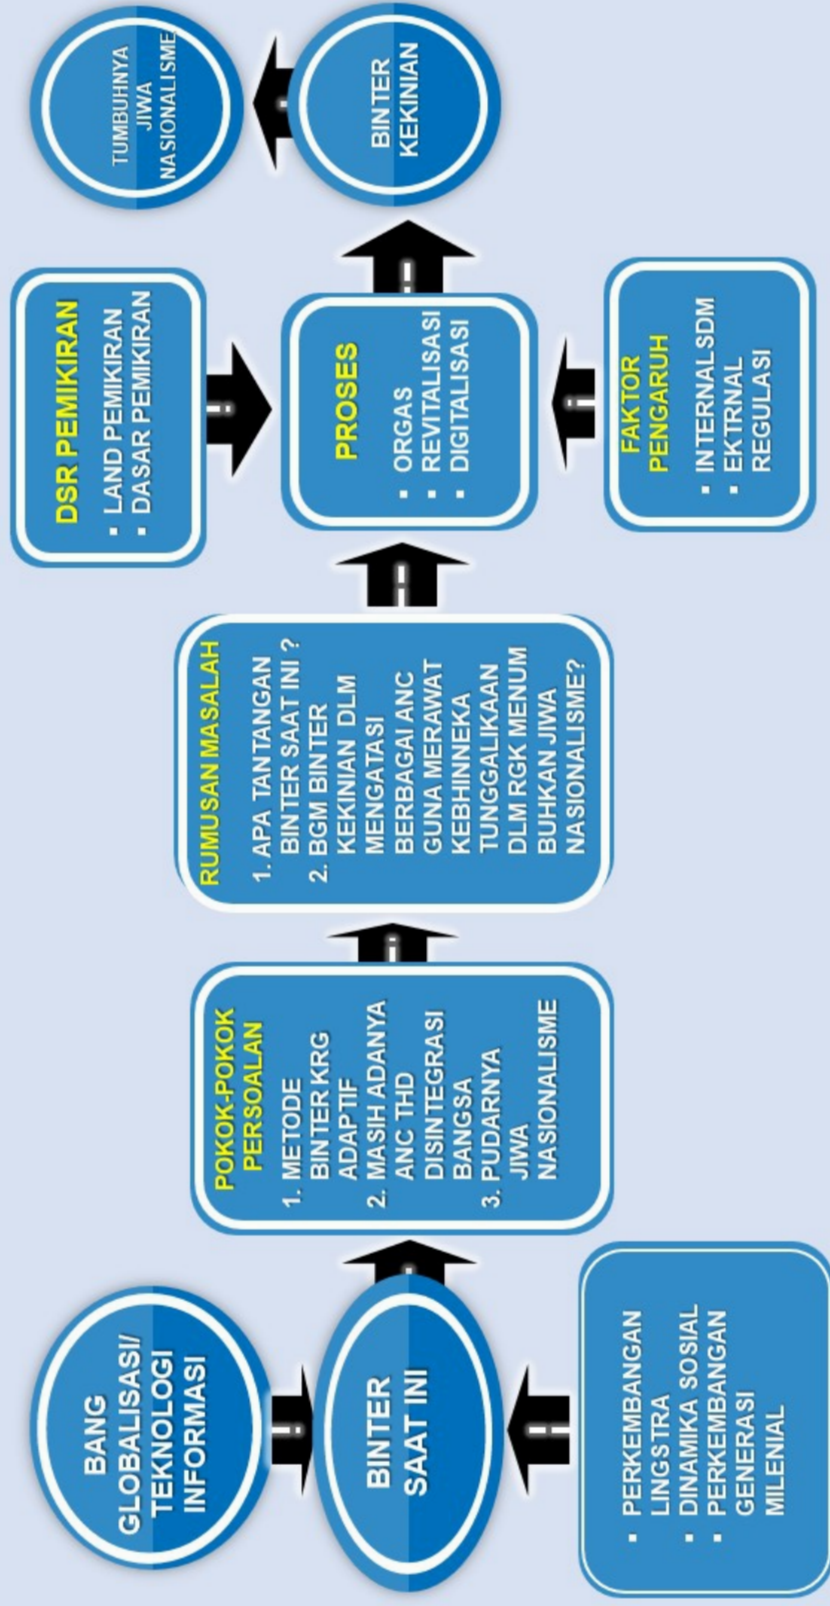 BANG
GLOBALISASI/
TEKNOLOGI
INFORMASI
BINTER
SAAT INI
▪ PERKEMBANGAN
LINGSTRA
▪ DINAMIKA SOSIAL
▪ PERKEMBANGAN
GENERASI
MILENIAL
POKOK-POKOK
PERSOALAN
1. METODE
BINTER KRG
ADAPTIF
2. MASIH ADANYA
ANC THD
DISINTEGRASI
BANGSA
3. PUDARNYA
JIWA
NASIONALISME
RUMUSAN MASALAH
1. APA TANTANGAN
BINTER SAAT INI ?
2. BGM BINTER
KEKINIAN DLM
MENGATASI
BERBAGAI ANC
GUNA MERAWAT
KEBHINNEKA
TUNGGALIKAAN
DLM RGK MENUM
BUHKAN JIWA
NASIONALISME?
DSR PEMIKIRAN
▪ LAND PEMIKIRAN
▪ DASAR PEMIKIRAN
PROSES
▪ ORGAS
▪ REVITALISASI
▪ DIGITALISASI
FAKTOR
PENGARUH
▪ INTERNAL SDM
▪ EKTRNAL
REGULASI
TUMBUHNYA
JIWA
NASIONALISME
BINTER
KEKINIAN